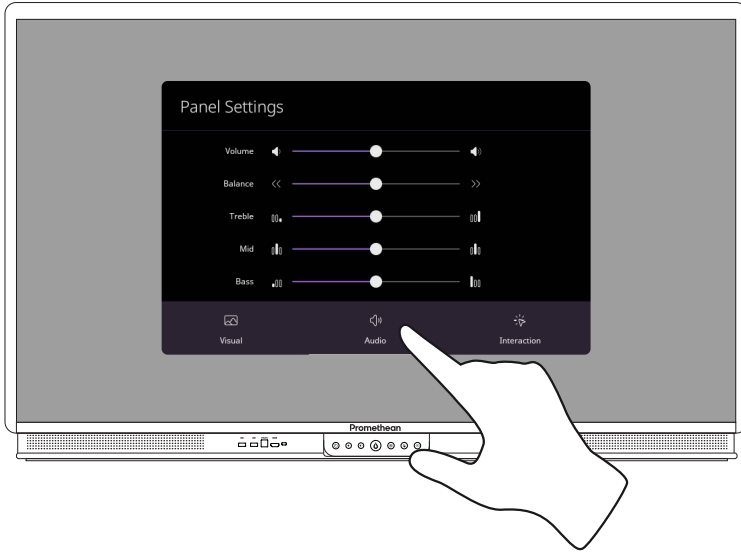 Panel Settings
Volume
Balance
Treble
Mid
Bass
Visual Audio Interaction
Promethean